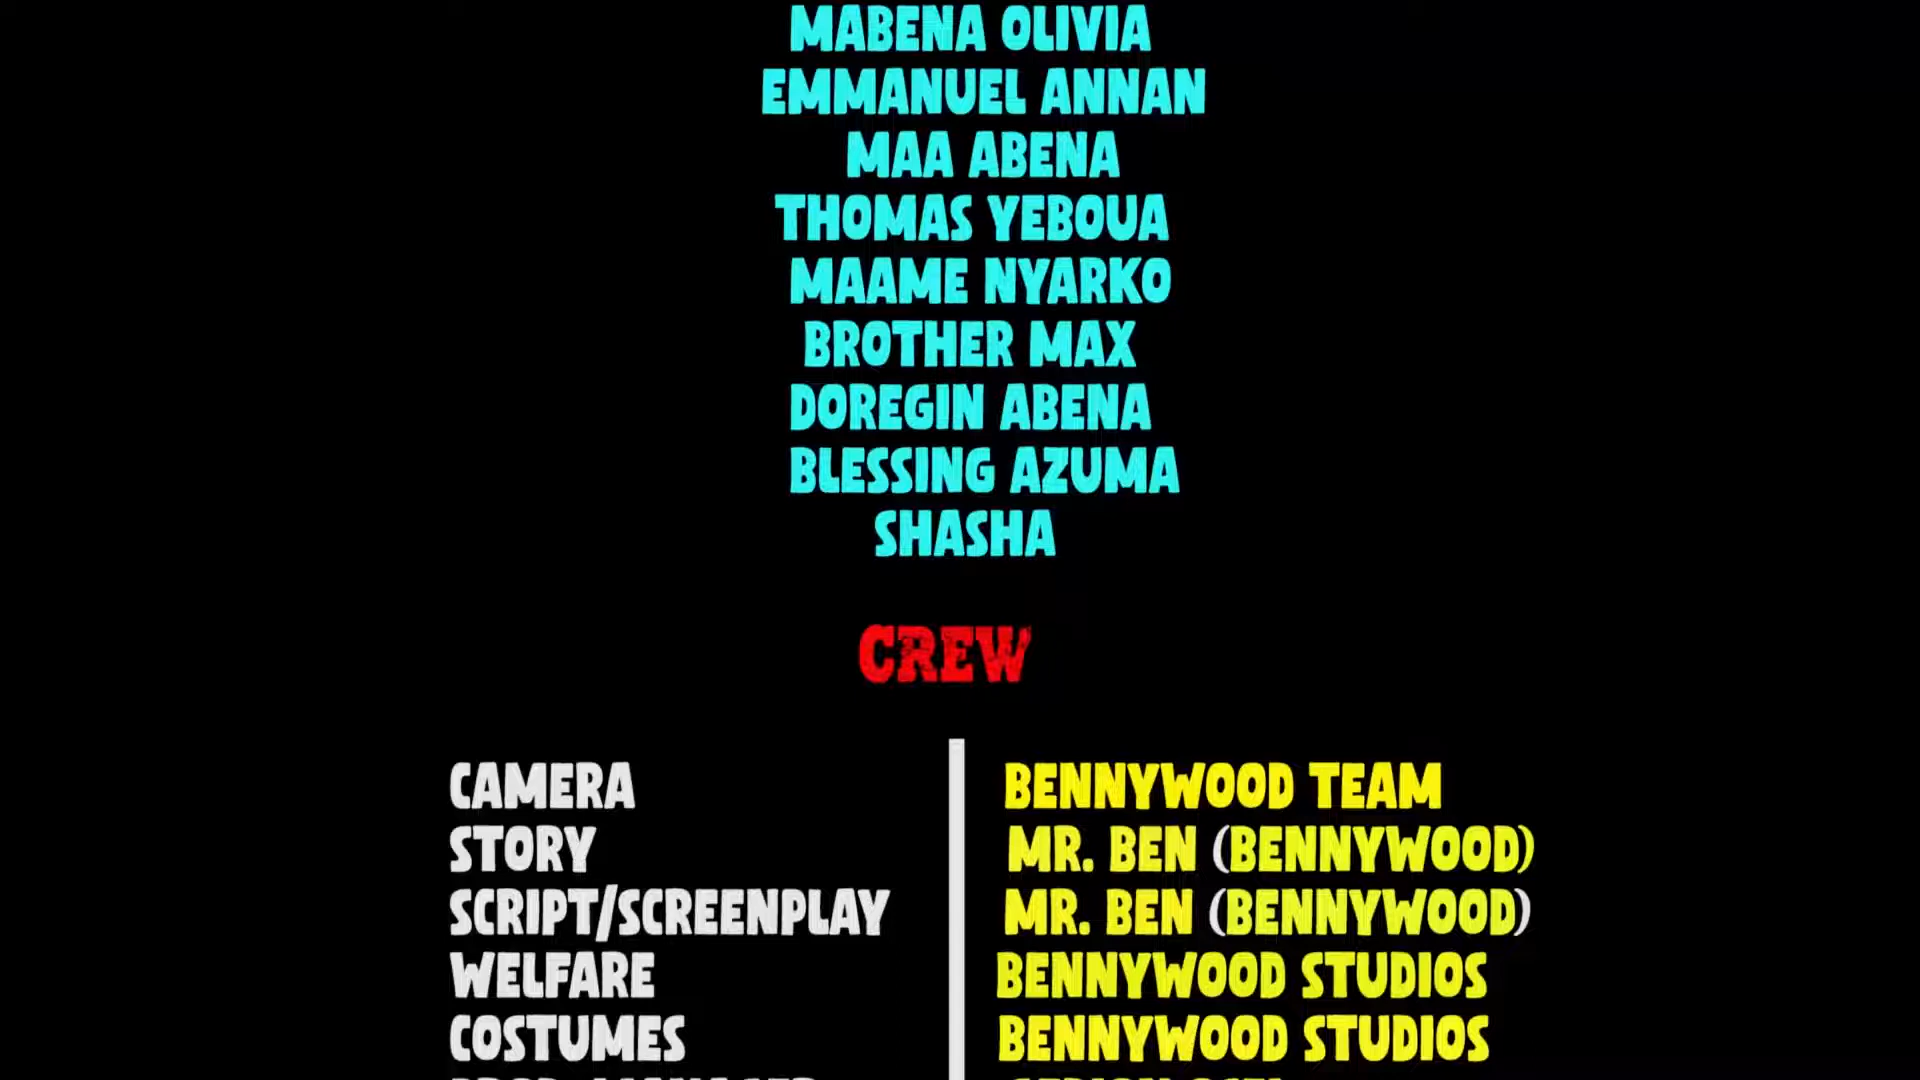 MABENA OLIVIA
EMMANUEL ANNAN
MAA ABENA
THOMAS YEBOUA
MAAME NYARKO
BROTHER MAX
DOREGIN ABENA
BLESSING AZUMA
SHASHA
CREW
CAMERA BENNYWOOD TEAM
STORY MR. BEN (BENNYWOOD)
SCRIPT/SCREENPLAY MR. BEN (BENNYWOOD)
WELFARE BENNYWOOD STUDIOS
COSTUMES BENNYWOOD STUDIOS